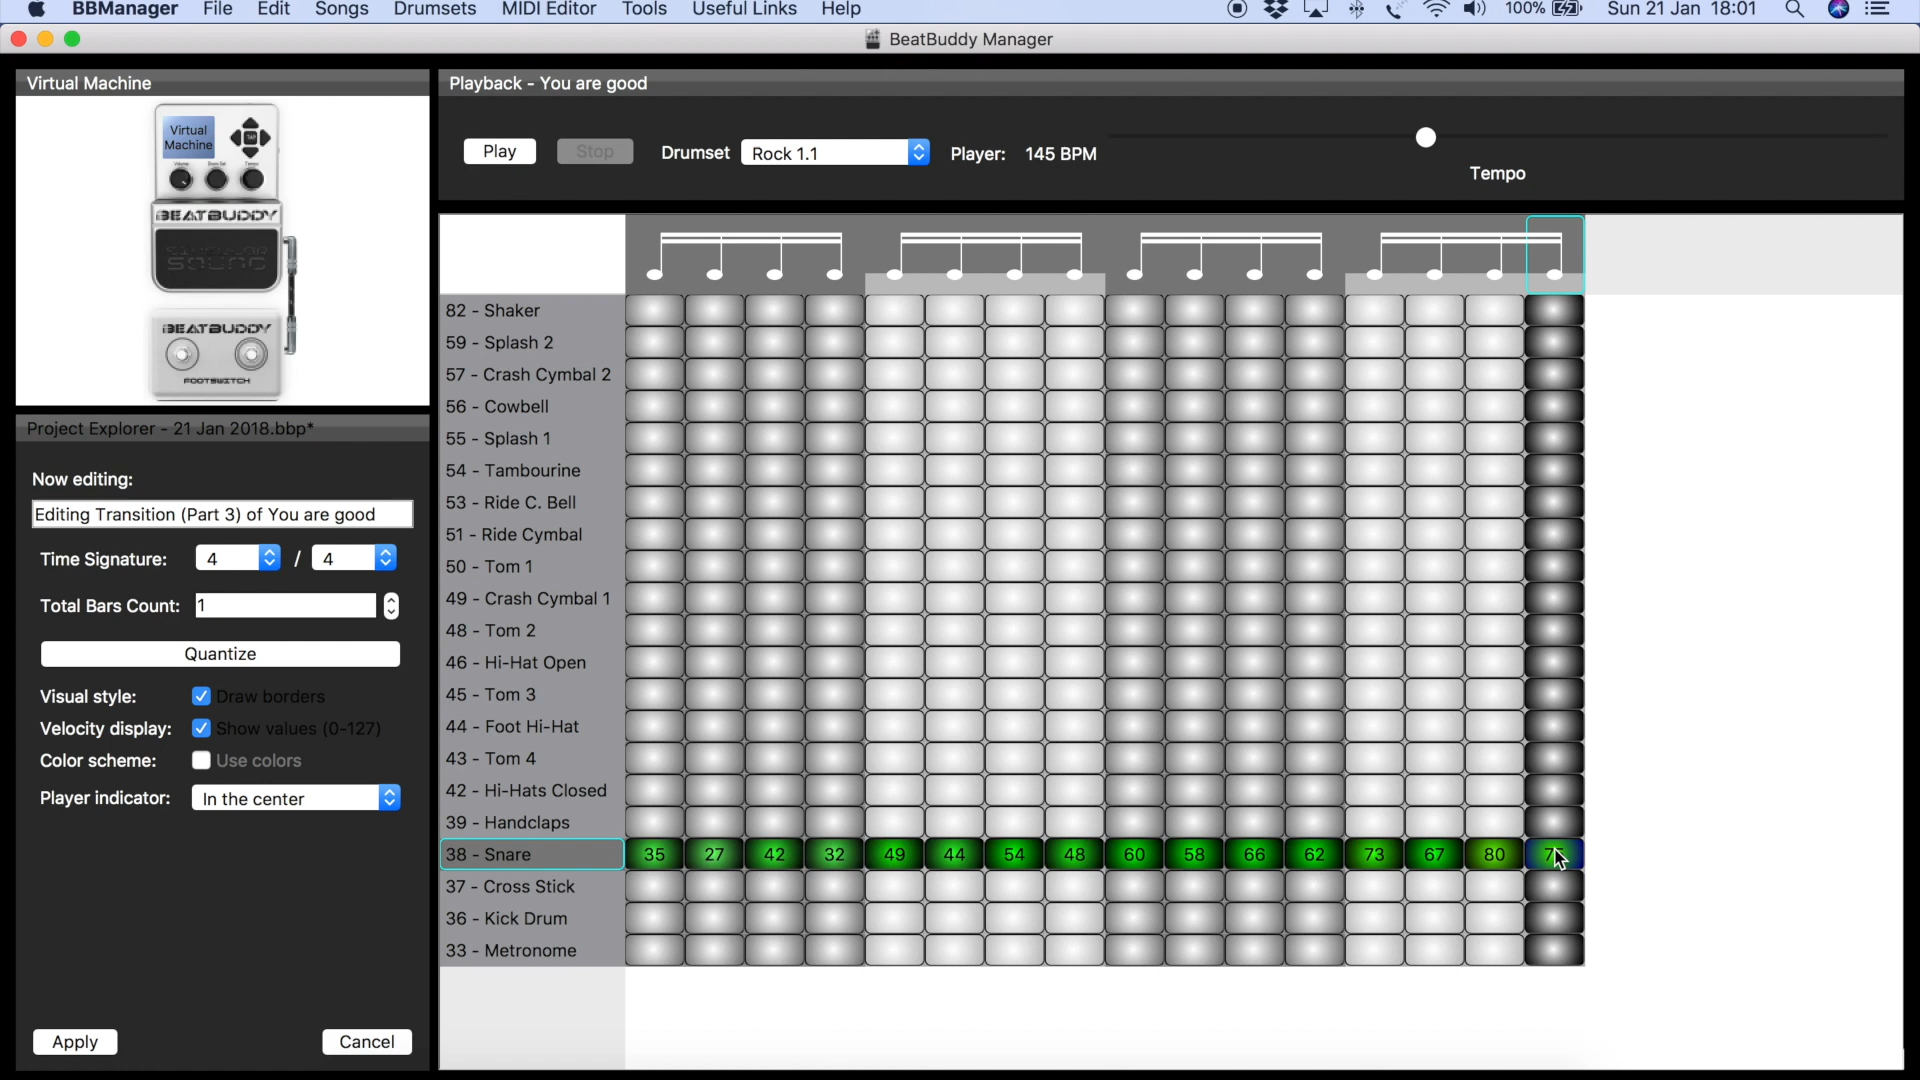 BBManager File Edit Songs Drumsets MIDI Editor Tools Useful Links Help 100% Sun 21 Jan 18:01
BeatBuddy Manager
Virtual Machine
Virtual
Machine
TAP
Volume Drum Set Tempo
BEATBUDDY
SINGULAR
SOUND
BEATBUDDY
FOOTSWITCH
Project Explorer - 21 Jan 2018.bbp*
Now editing:
Editing Transition (Part 3) of You are good
Time Signature: 4 / 4
Total Bars Count: 1
Quantize
Visual style: Draw borders
Velocity display: Show values (0-127)
Color scheme: Use colors
Player indicator: In the center
Apply Cancel
Playback - You are good
Play Stop Drumset Rock 1.1 Player: 145 BPM
Tempo
82 - Shaker
59 - Splash 2
57 - Crash Cymbal 2
56 - Cowbell
55 - Splash 1
54 - Tambourine
53 - Ride C. Bell
51 - Ride Cymbal
50 - Tom 1
49 - Crash Cymbal 1
48 - Tom 2
46 - Hi-Hat Open
45 - Tom 3
44 - Foot Hi-Hat
43 - Tom 4
42 - Hi-Hats Closed
39 - Handclaps
38 - Snare 35 27 42 32 49 44 54 48 60 58 66 62 73 67 80
37 - Cross Stick
36 - Kick Drum
33 - Metronome